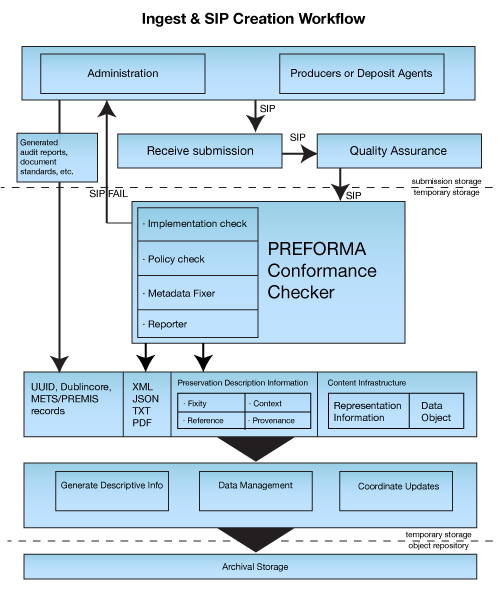 Ingest & SIP Creation Workflow
Administration
Producers or Deposit Agents
SIP
Generated
audit reports,
document
standards, etc.
Receive submission
SIP
Quality Assurance
submission storage
temporary storage
SIP FAIL
SIP
· Implementation check
· Policy check
· Metadata Fixer
· Reporter
PREFORMA
Conformance
Checker
UUID, Dublincore,
METS/PREMIS
records
XML
JSON
TXT
PDF
Preservation Description Information
· Fixity
· Context
· Reference
· Provenance
Content Infrastructure
Representation
Information
Data
Object
Generate Descriptive Info
Data Management
Coordinate Updates
temporary storage
object repository
Archival Storage